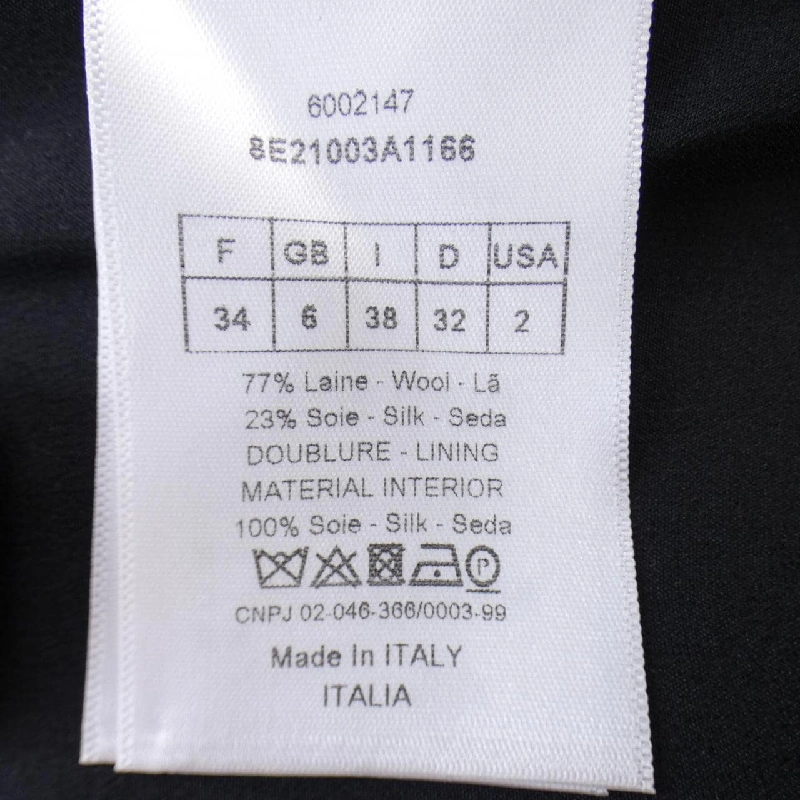 6002147
8E21003A1166
F GB I D USA
34 6 38 32 2
77% Laine - Wool - Lã
23% Soie - Silk - Seda
DOUBLURE - LINING
MATERIAL INTERIOR
100% Soie - Silk - Seda
P
CNPJ 02-046-366/0003-99
Made In ITALY
ITALIA